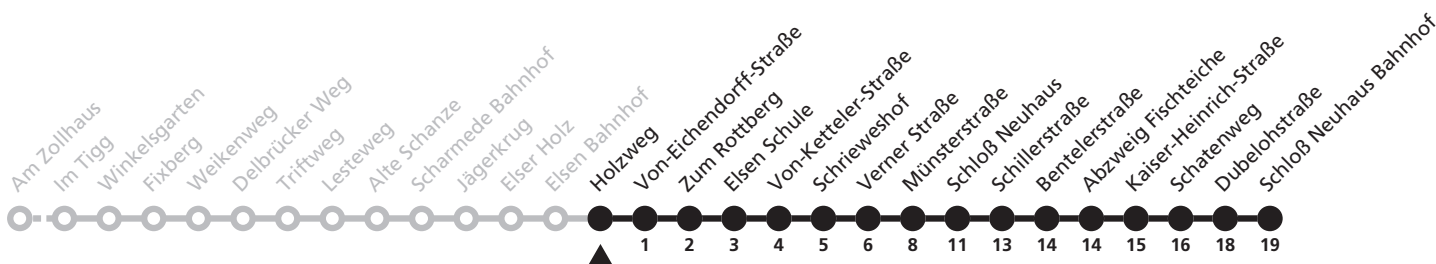 Am Zollhaus
Im Tigg
Winkelsgarten
Fixberg
Weikenweg
Delbrücker Weg
Triftweg
Lesteweg
Alte Schanze
Scharmede Bahnhof
Jägerkrug
Elser Holz
Elsen Bahnhof
Holzweg
Von-Eichendorff-Straße
Zum Rottberg
Elsen Schule
Von-Ketteler-Straße
Schrieweshof
Verner Straße
Münsterstraße
Schloß Neuhaus
Schillerstraße
Bentelerstraße
Abzweig Fischteiche
Kaiser-Heinrich-Straße
Schatenweg
Dubelohstraße
Schloß Neuhaus Bahnhof
1 2 3 4 5 6 8 11 13 14 14 15 16 18 19